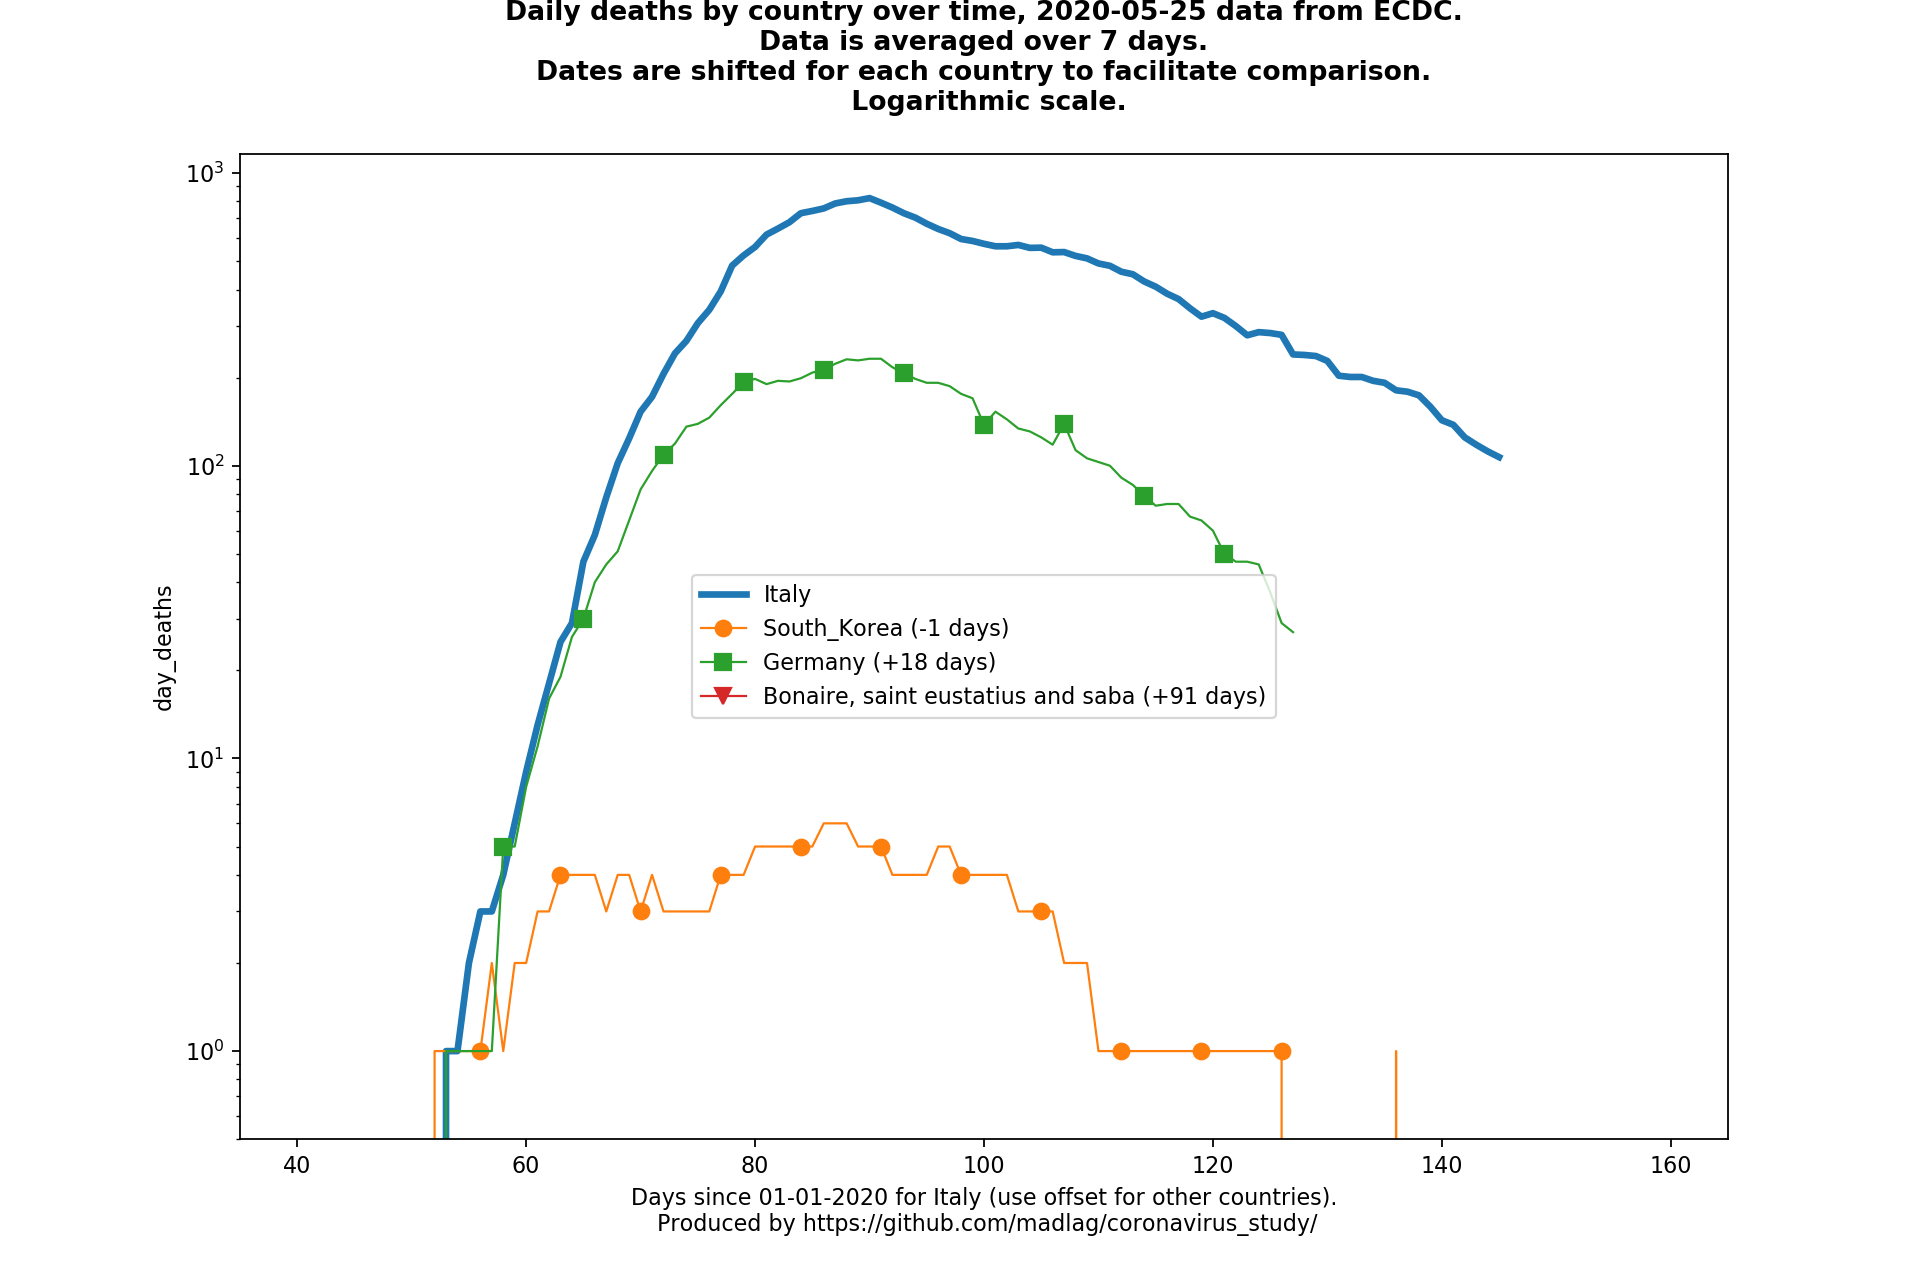 Daily deaths by country over time, 2020-05-25 data from ECDC.
Data is averaged over 7 days.
Dates are shifted for each country to facilitate comparison.
Logarithmic scale.
10³
10²
10¹
10⁰
day_deaths
Italy
South_Korea (-1 days)
Germany (+18 days)
Bonaire, saint eustatius and saba (+91 days)
40 60 80 100 120 140 160
Days since 01-01-2020 for Italy (use offset for other countries).
Produced by https://github.com/madlag/coronavirus_study/